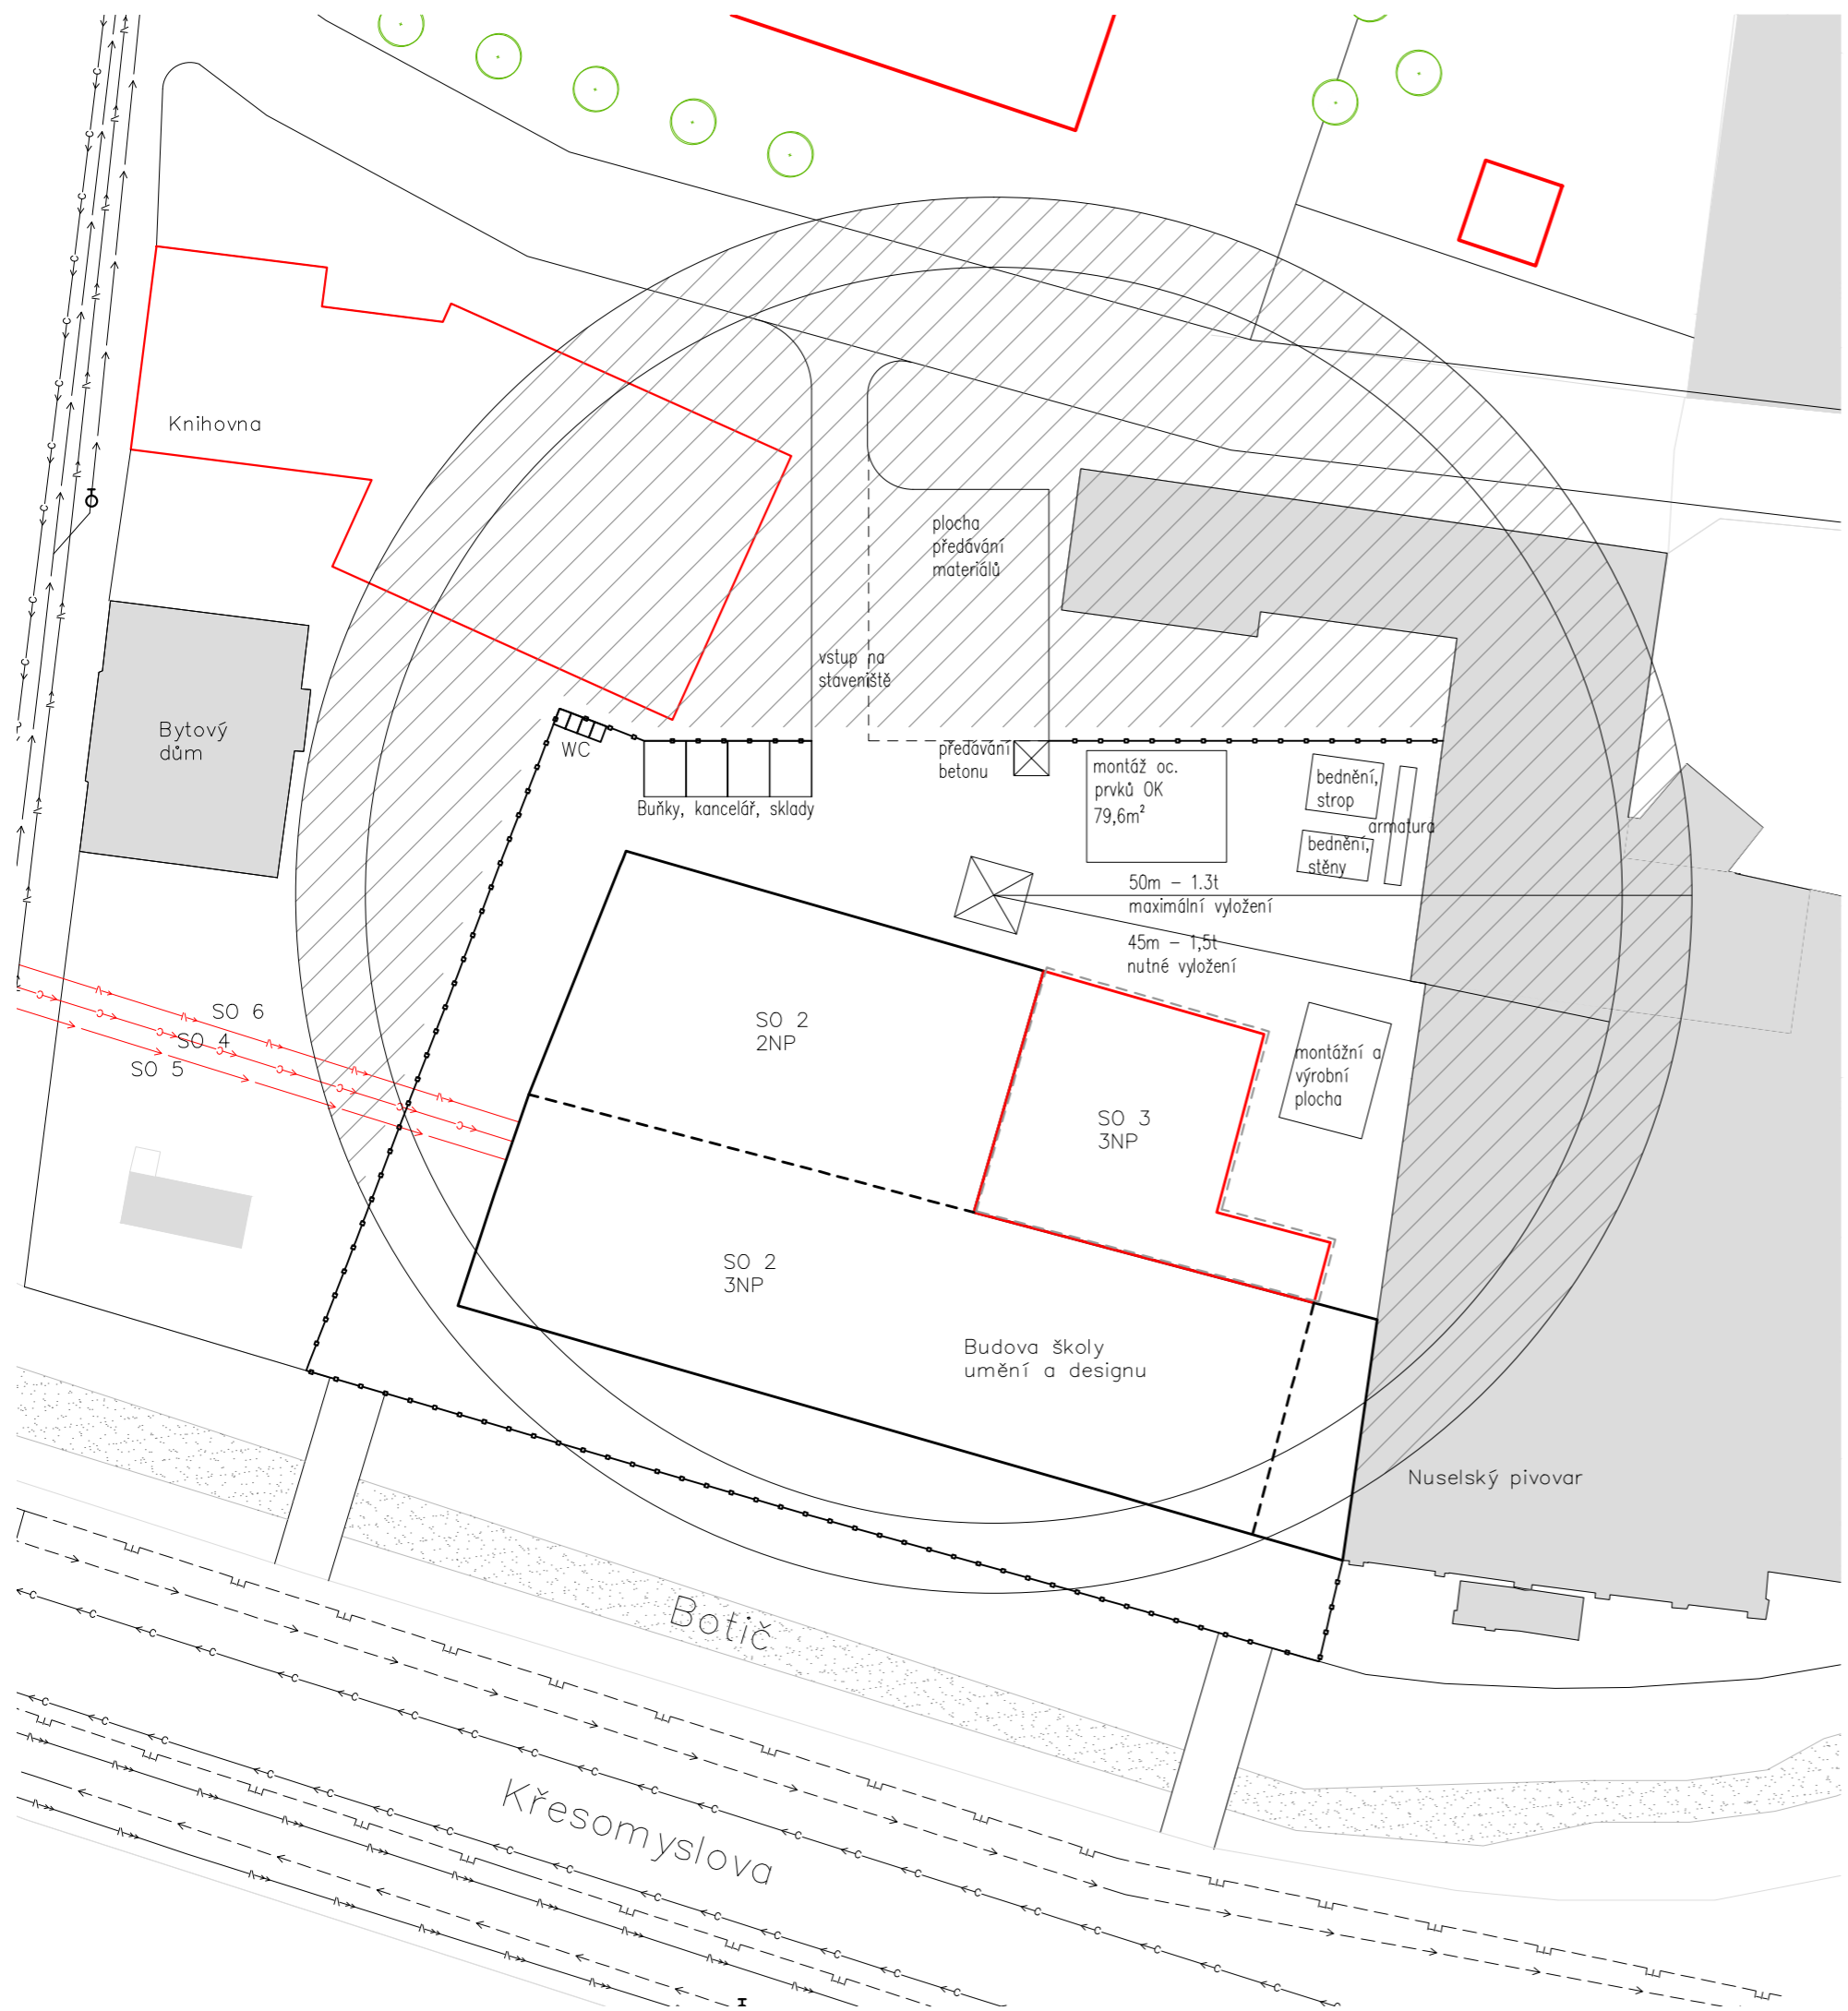 Knihovna
plocha
předávání
materiálů
vstup na
staveniště
Bytový
dům
WC
předávání
betonu
Buňky, kancelář, sklady
montáž oc.
prvků OK
79,6m²
bednění,
strop
armatura
bednění,
stěny
50m - 1.3t
maximální vyložení
45m - 1,5t
nutné vyložení
SO 6
SO 4
SO 5
SO 2
2NP
montážní a
výrobní
plocha
SO 3
3NP
SO 2
3NP
Budova školy
umění a designu
Nuselský pivovar
Botič
Křesomyslova